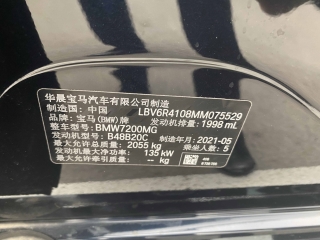 华晨宝马汽车有限公司制造
制造国：中国 LBV6R4108MM075529
品牌：宝马(BMW)牌 发动机排量：1998 mL
整车型号：BMW7200MG
发动机型号：B48B20C 制造年月：2021-05
最大允许总质量：2055 kg 乘坐人数：5
发动机最大净功率：135 kW
最大允许牵引质量：-- kg